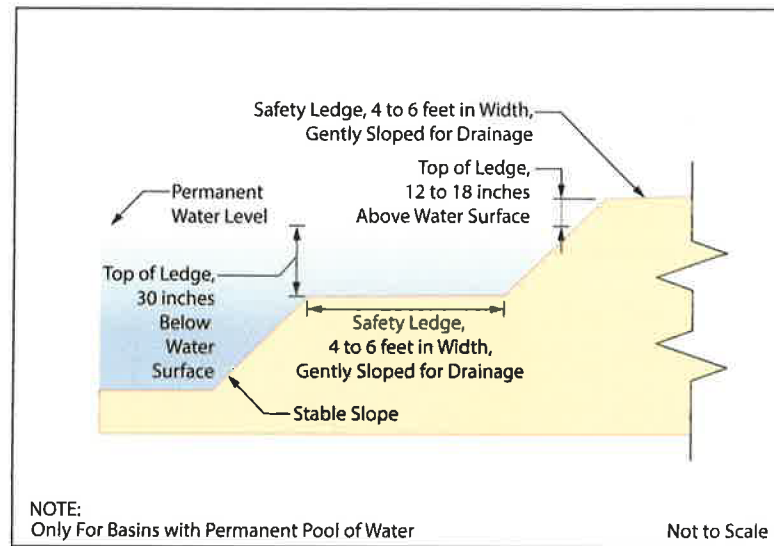 Safety Ledge, 4 to 6 feet in Width,
Gently Sloped for Drainage
Top of Ledge,
12 to 18 inches
Above Water Surface
Permanent
Water Level
Top of Ledge,
30 inches
Below
Water
Surface
Safety Ledge,
4 to 6 feet in Width,
Gently Sloped for Drainage
Stable Slope
NOTE:
Only For Basins with Permanent Pool of Water
Not to Scale